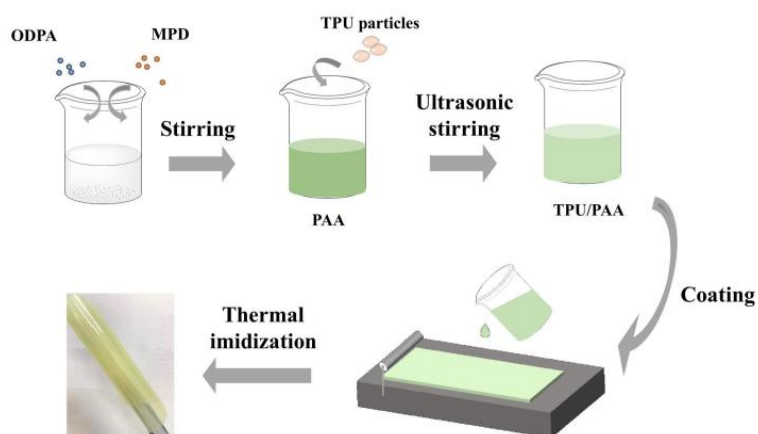 ODPA
MPD
Stirring
TPU particles
PAA
Ultrasonic
stirring
TPU/PAA
Coating
Thermal
imidization